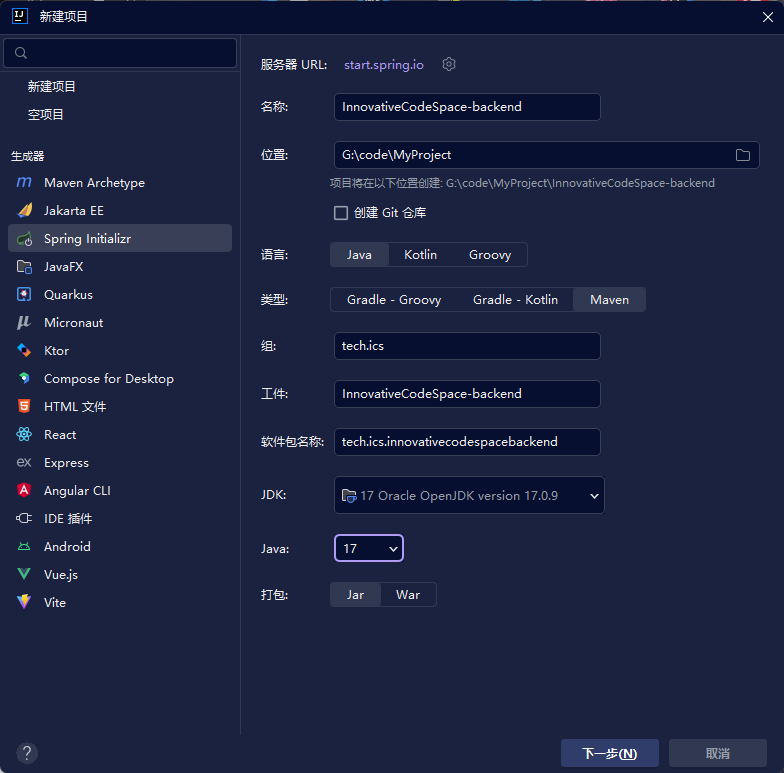 新建项目
新建项目
空项目
生成器
Maven Archetype
Jakarta EE
Spring Initializr
JavaFX
Quarkus
Micronaut
Ktor
Compose for Desktop
HTML 文件
React
ex Express
Angular CLI
IDE 插件
Android
Vue.js
Vite
服务器 URL: start.spring.io
名称: InnovativeCodeSpace-backend
位置: G:\code\MyProject
项目将在以下位置创建: G:\code\MyProject\InnovativeCodeSpace-backend
创建 Git 仓库
语言: Java Kotlin Groovy
类型: Gradle - Groovy Gradle - Kotlin Maven
组: tech.ics
工件: InnovativeCodeSpace-backend
软件包名称: tech.ics.innovativecodespacebackend
JDK: 17 Oracle OpenJDK version 17.0.9
Java: 17
打包: Jar War
? 下一步(N) 取消